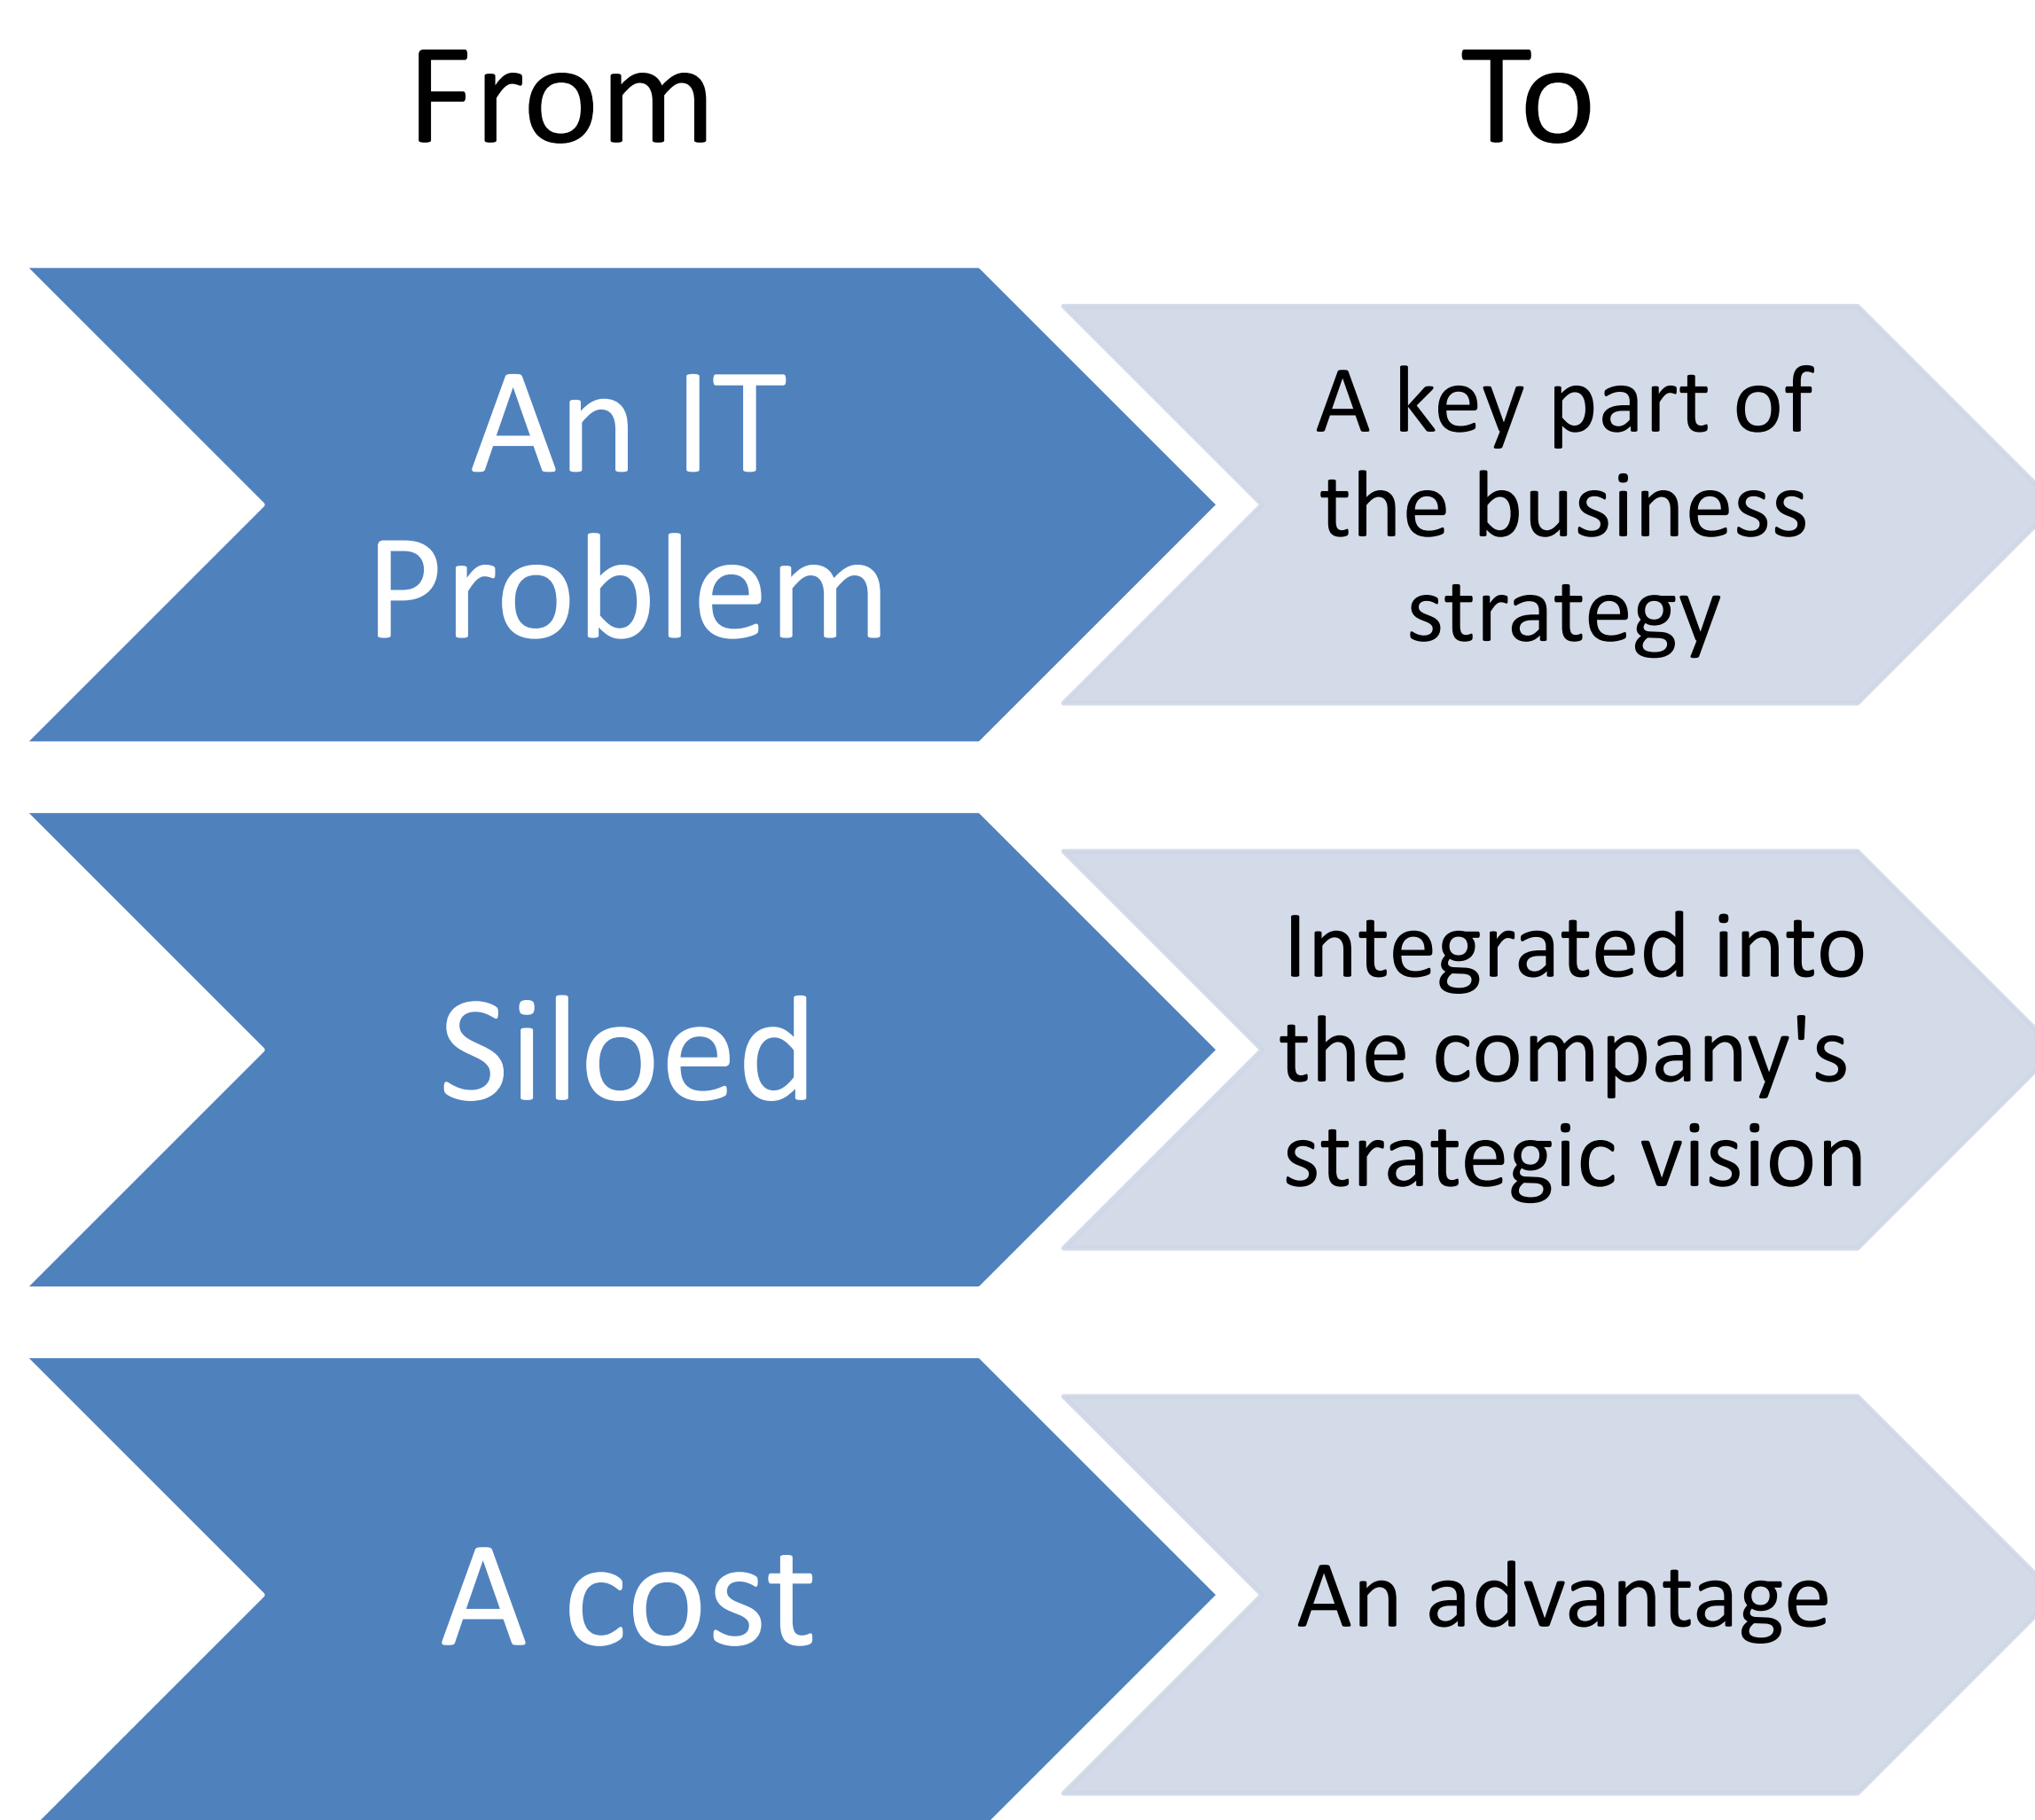 From
To
An IT
Problem
A key part of
the business
strategy
Siloed
Integrated into
the company's
strategic vision
A cost
An advantage